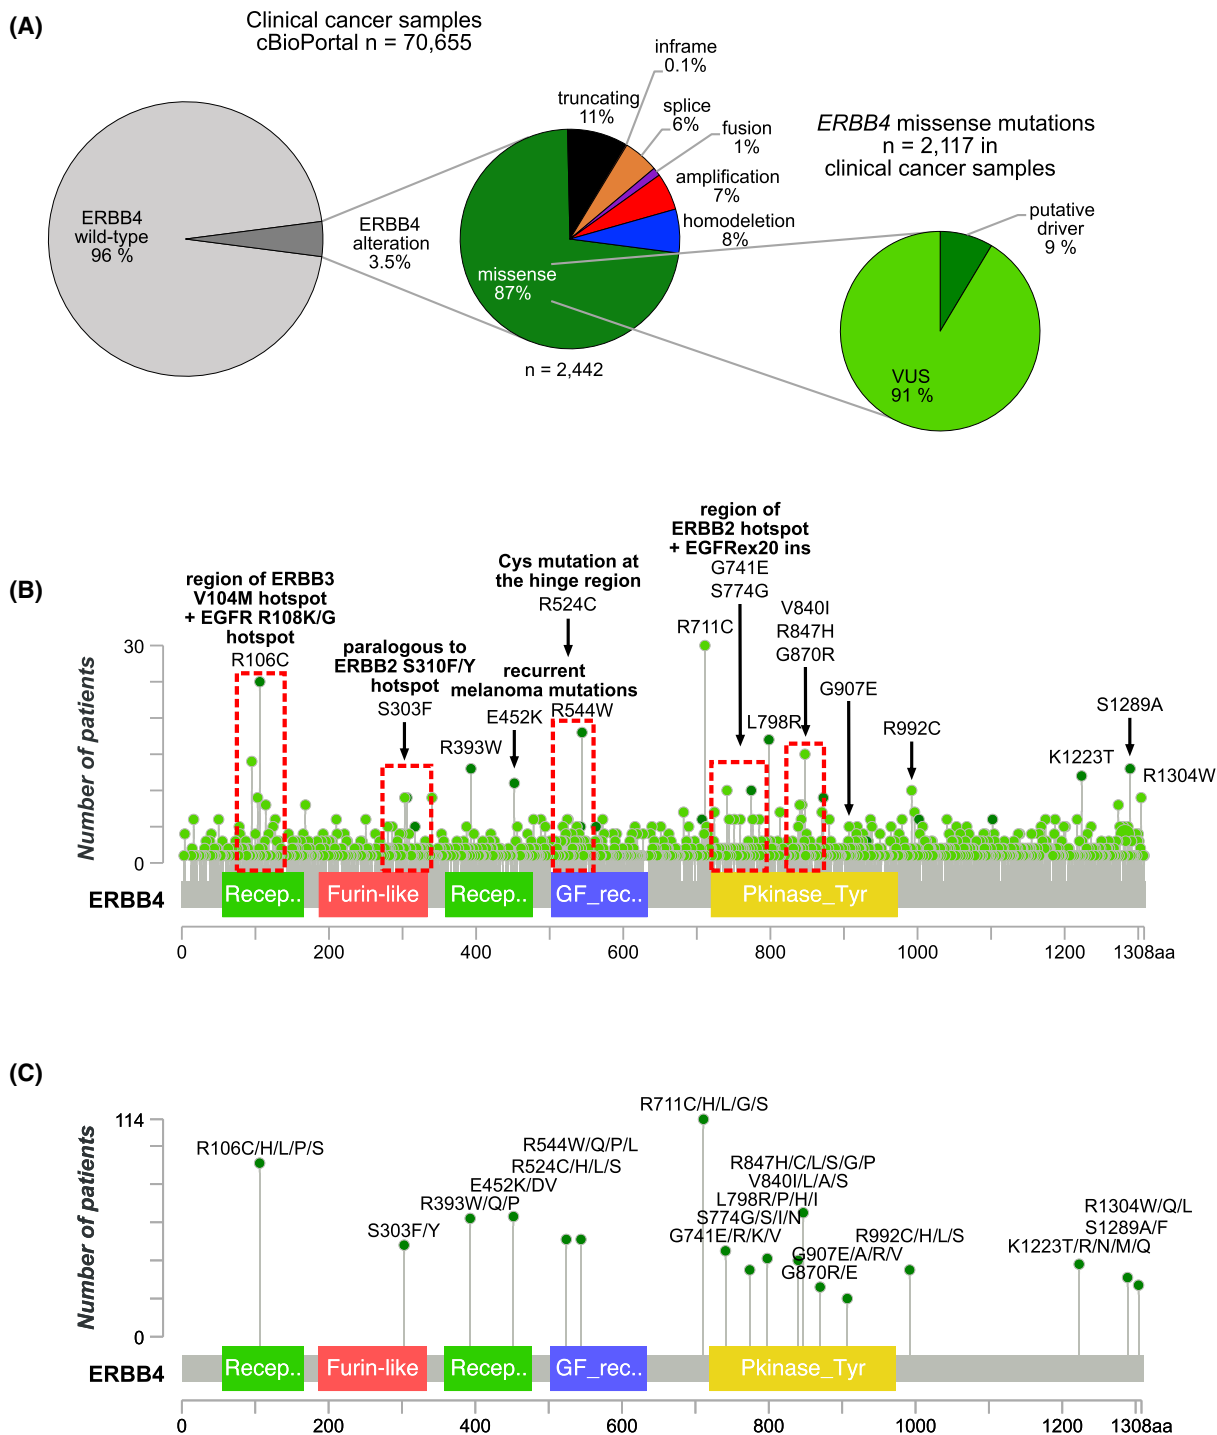 (A)
Clinical cancer samples
cBioPortal n = 70,655
ERBB4
wild-type
96 %
ERBB4
alteration
3.5%
inframe
0.1%
truncating
11%
splice
6%
fusion
1%
amplification
7%
homodeletion
8%
missense
87%
n = 2,442
ERBB4 missense mutations
n = 2,117 in
clinical cancer samples
putative
driver
9 %
VUS
91 %
(B)
region of ERBB3
V104M hotspot
+ EGFR R108K/G
hotspot
R106C
paralogous to
ERBB2 S310F/Y
hotspot
S303F
R393W
E452K
Cys mutation at
the hinge region
R524C
recurrent
melanoma mutations
R544W
region of
ERBB2 hotspot
+ EGFRex20 ins
G741E
S774G
R711C
L798R
V840I
R847H
G870R
G907E
R992C
K1223T
S1289A
R1304W
Number of patients
30
0
ERBB4
Recep..
Furin-like
Recep..
GF_rec..
Pkinase_Tyr
0
200
400
600
800
1000
1200
1308aa
(C)
Number of patients
114
0
R106C/H/L/P/S
S303F/Y
R393W/Q/P
E452K/DV
R524C/H/L/S
R544W/Q/P/L
R711C/H/L/G/S
R847H/C/L/S/G/P
V840I/L/A/S
L798R/P/H/I
S774G/S/I/N
G741E/R/K/V
G907E/A/R/V
G870R/E
R992C/H/L/S
R1304W/Q/L
S1289A/F
K1223T/R/N/M/Q
ERBB4
Recep..
Furin-like
Recep..
GF_rec..
Pkinase_Tyr
0
200
400
600
800
1000
1200
1308aa